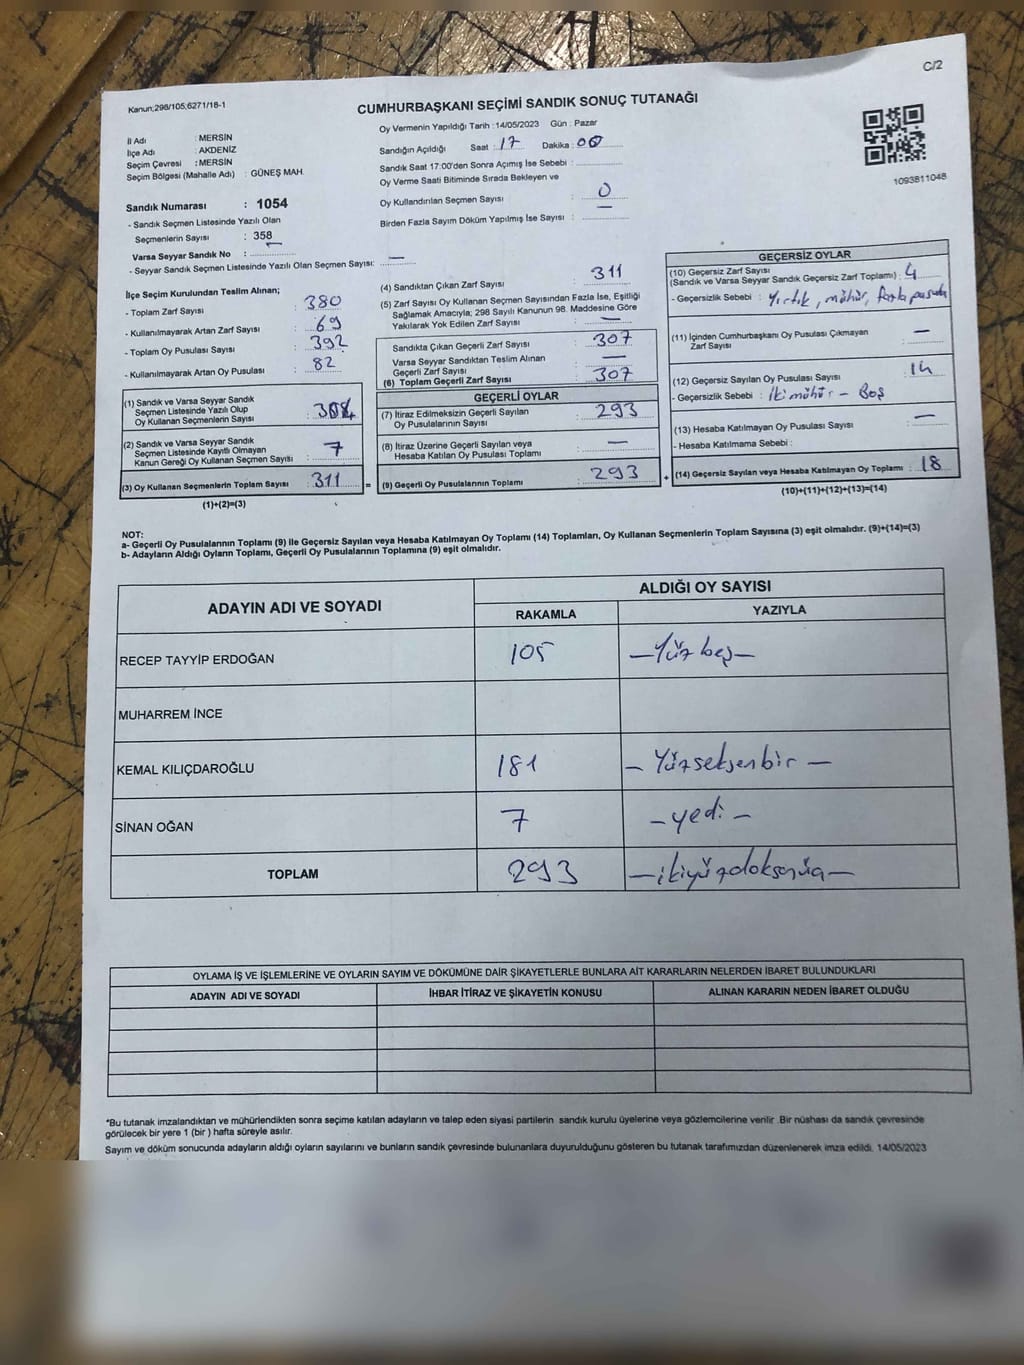 C/2
Kanun;298/105;6271/18-1
CUMHURBAŞKANI SEÇİMİ SANDIK SONUÇ TUTANAĞI
İl Adı : MERSİN
İlçe Adı : AKDENİZ
Seçim Çevresi : MERSİN
Seçim Bölgesi (Mahalle Adı) : GÜNEŞ MAH.
Sandık Numarası : 1054
- Sandık Seçmen Listesinde Yazılı Olan
Seçmenlerin Sayısı : 358
Varsa Seyyar Sandık No :
- Seyyar Sandık Seçmen Listesinde Yazılı Olan Seçmen Sayısı: —
Oy Vermenin Yapıldığı Tarih : 14/05/2023 Gün : Pazar
Sandığın Açıldığı Saat : 17 Dakika : 00
Sandık Saat 17:00'den Sonra Açımış İse Sebebi :
Oy Verme Saati Bitiminde Sırada Bekleyen ve
Oy Kullandırılan Seçmen Sayısı : 0
Birden Fazla Sayım Döküm Yapılmış İse Sayısı : —
1093811048
İlçe Seçim Kurulundan Teslim Alınan;
- Toplam Zarf Sayısı : 380
- Kullanılmayarak Artan Zarf Sayısı : 69
- Toplam Oy Pusulası Sayısı : 392
- Kullanılmayarak Artan Oy Pusulası : 82
(1) Sandık ve Varsa Seyyar Sandık
Seçmen Listesinde Yazılı Olup
Oy Kullanan Seçmenlerin Sayısı : 304
(2) Sandık ve Varsa Seyyar Sandık
Seçmen Listesinde Kayıtlı Olmayan
Kanun Gereği Oy Kullanan Seçmen Sayısı : 7
(3) Oy Kullanan Seçmenlerin Toplam Sayısı : 311
(1)+(2)=(3)
(4) Sandıktan Çıkan Zarf Sayısı : 311
(5) Zarf Sayısı Oy Kullanan Seçmen Sayısından Fazla İse, Eşitliği
Sağlamak Amacıyla; 298 Sayılı Kanunun 98. Maddesine Göre
Yakılarak Yok Edilen Zarf Sayısı : —
Sandıkta Çıkan Geçerli Zarf Sayısı : 307
Varsa Seyyar Sandıktan Teslim Alınan
Geçerli Zarf Sayısı : —
(6) Toplam Geçerli Zarf Sayısı : 307
GEÇERLİ OYLAR
(7) İtiraz Edilmeksizin Geçerli Sayılan
Oy Pusulalarının Sayısı : 293
(8) İtiraz Üzerine Geçerli Sayılan veya
Hesaba Katılan Oy Pusulası Toplamı : —
= (9) Geçerli Oy Pusulalarının Toplamı : 293
GEÇERSİZ OYLAR
(10) Geçersiz Zarf Sayısı
(Sandık ve Varsa Seyyar Sandık Geçersiz Zarf Toplamı) : 4
- Geçersizlik Sebebi : Yırtık, mühür, fazla pusula
(11) İçinden Cumhurbaşkanı Oy Pusulası Çıkmayan
Zarf Sayısı : —
(12) Geçersiz Sayılan Oy Pusulası Sayısı : 14
- Geçersizlik Sebebi : İki mühür - Boş
(13) Hesaba Katılmayan Oy Pusulası Sayısı : —
- Hesaba Katılmama Sebebi :
+ (14) Geçersiz Sayılan veya Hesaba Katılmayan Oy Toplamı : 18
(10)+(11)+(12)+(13)=(14)
NOT:
a- Geçerli Oy Pusulalarının Toplamı (9) ile Geçersiz Sayılan veya Hesaba Katılmayan Oy Toplamı (14) Toplamları, Oy Kullanan Seçmenlerin Toplam Sayısına (3) eşit olmalıdır. (9)+(14)=(3)
b- Adayların Aldığı Oyların Toplamı, Geçerli Oy Pusulalarının Toplamına (9) eşit olmalıdır.
ADAYIN ADI VE SOYADI ALDIĞI OY SAYISI
RAKAMLA YAZIYLA
RECEP TAYYİP ERDOĞAN 105 —Yüz beş—
MUHARREM İNCE
KEMAL KILIÇDAROĞLU 181 — Yüzseksenbir —
SİNAN OĞAN 7 — yedi —
TOPLAM 293 —ikiyüzdoksanüç—
OYLAMA İŞ VE İŞLEMLERİNE VE OYLARIN SAYIM VE DÖKÜMÜNE DAİR ŞİKAYETLERLE BUNLARA AİT KARARLARIN NELERDEN İBARET BULUNDUKLARI
ADAYIN ADI VE SOYADI İHBAR İTİRAZ VE ŞİKAYETİN KONUSU ALINAN KARARIN NEDEN İBARET OLDUĞU
*Bu tutanak imzalandıktan ve mühürlendikten sonra seçime katılan adayların ve talep eden siyasi partilerin sandık kurulu üyelerine veya gözlemcilerine verilir .Bir nüshası da sandık çevresinde
görülecek bir yere 1 (bir ) hafta süreyle asılır.
Sayım ve döküm sonucunda adayların aldığı oyların sayılarını ve bunların sandık çevresinde bulunanlara duyurulduğunu gösteren bu tutanak tarafımızdan düzenlenerek imza edildi. 14/05/2023